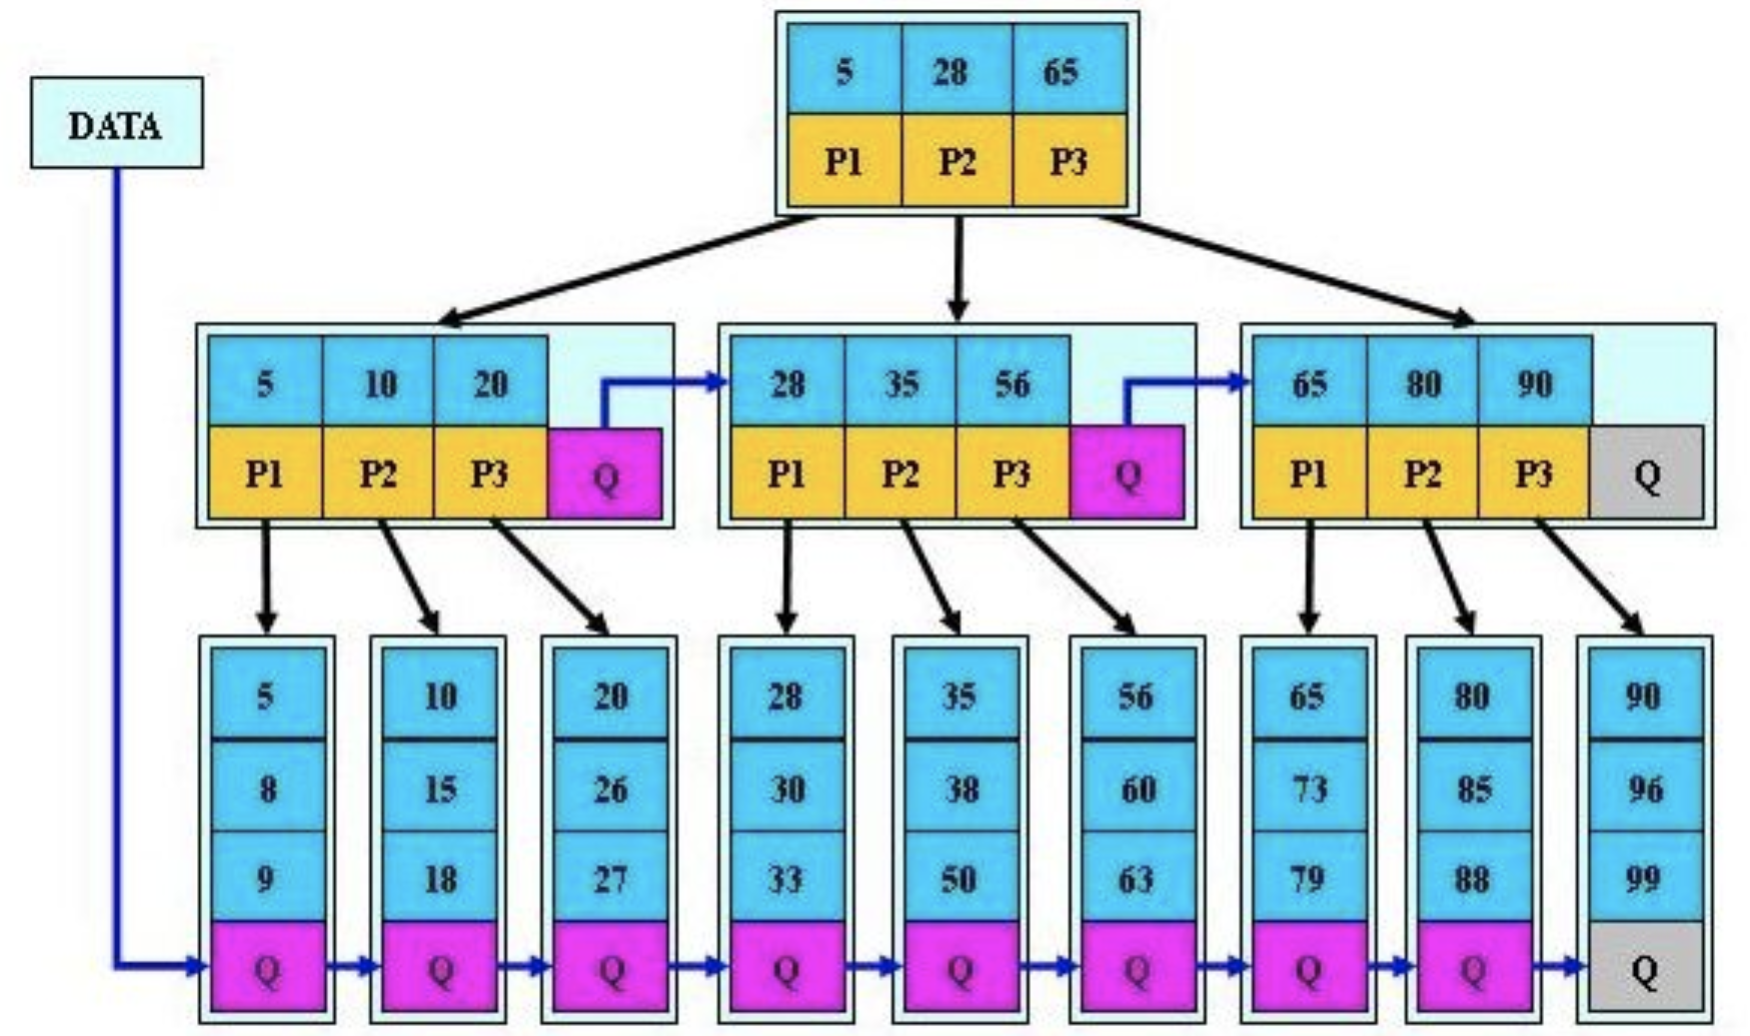 5 28 65
DATA
P1 P2 P3
5 10 20 28 35 56 65 80 90
P1 P2 P3 Q P1 P2 P3 Q P1 P2 P3 Q
5 10 20 28 35 56 65 80 90
8 15 26 30 38 60 73 85 96
9 18 27 33 50 63 79 88 99
Q Q Q Q Q Q Q Q Q